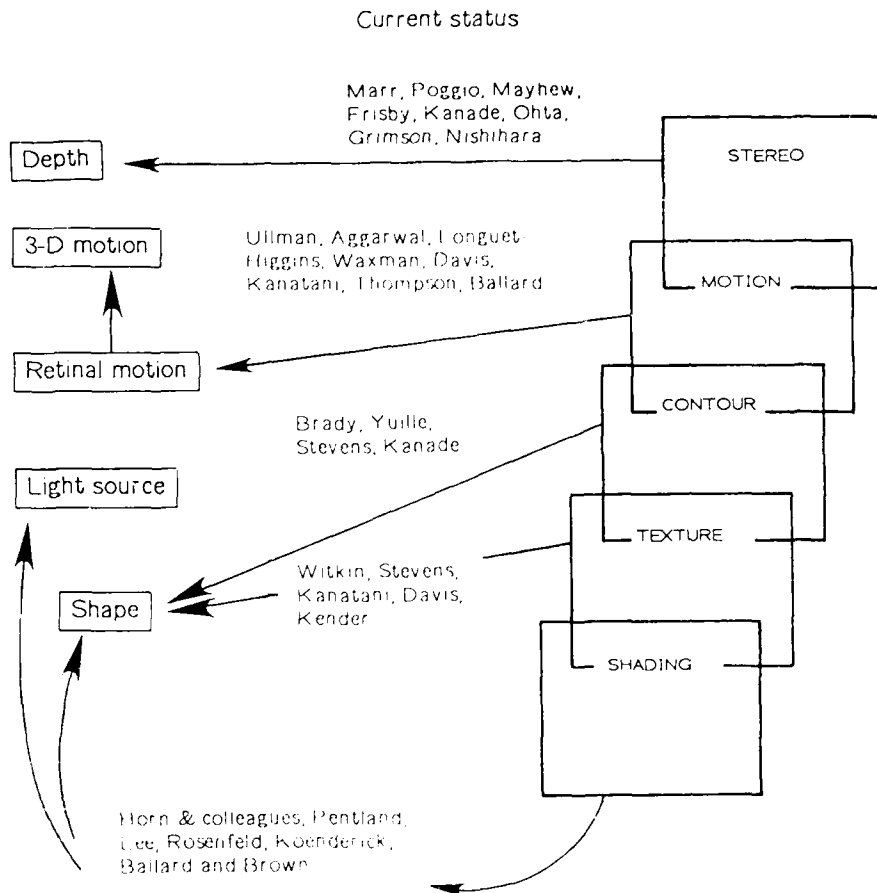 Current status
Marr, Poggio, Mayhew,
Frisby, Kanade, Ohta,
Grimson, Nishihara
Depth
STEREO
3-D motion
Ullman, Aggarwal, Longuet-
Higgins, Waxman, Davis,
Kanatani, Thompson, Ballard
MOTION
Retinal motion
CONTOUR
Brady, Yuille,
Stevens, Kanade
Light source
TEXTURE
Witkin, Stevens,
Kanatani, Davis,
Kender
Shape
SHADING
Horn & colleagues, Pentland,
Lee, Rosenfeld, Koenderick,
Ballard and Brown